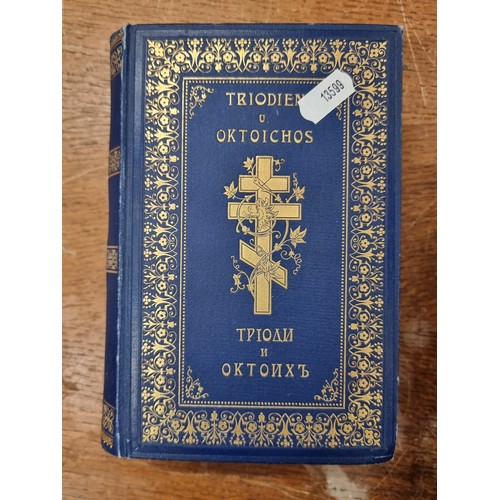 TRIODIEN
13599
U
OKTOICHOS
ТРІОДИ
И
ОКТОИХЪ